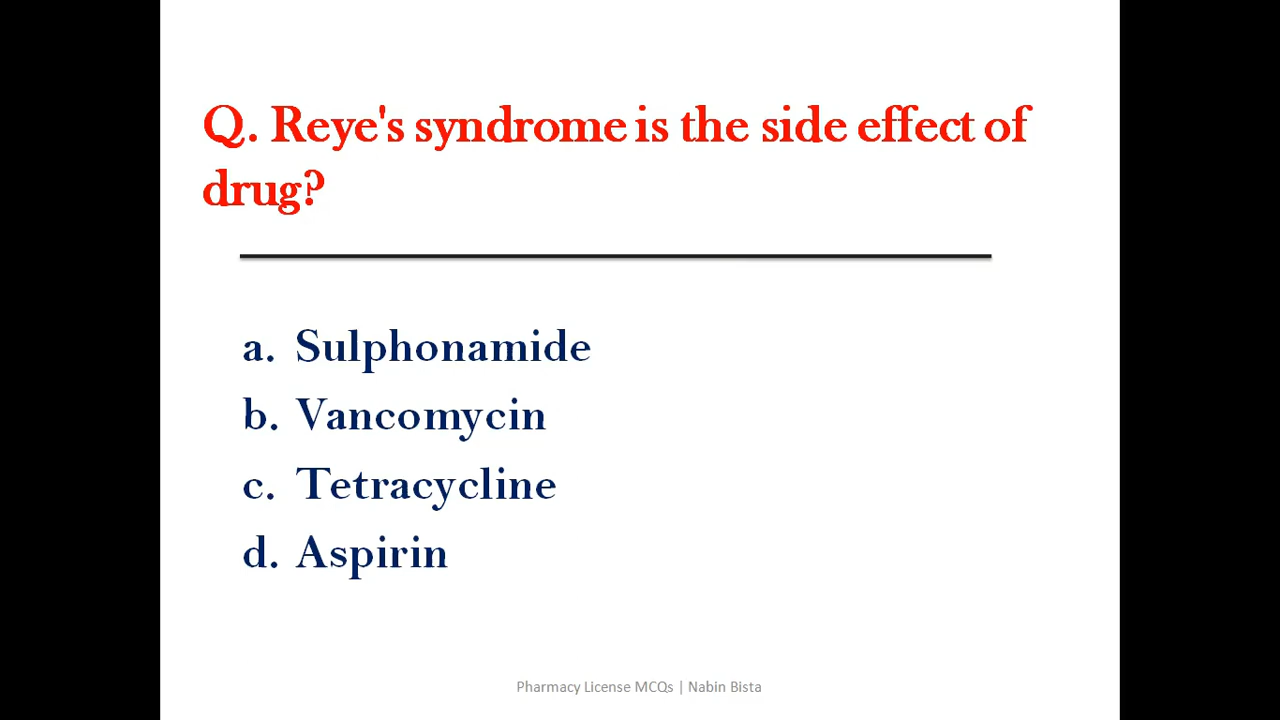 Q. Reye's syndrome is the side effect of
drug?
a. Sulphonamide
b. Vancomycin
c. Tetracycline
d. Aspirin
Pharmacy License MCQs | Nabin Bista